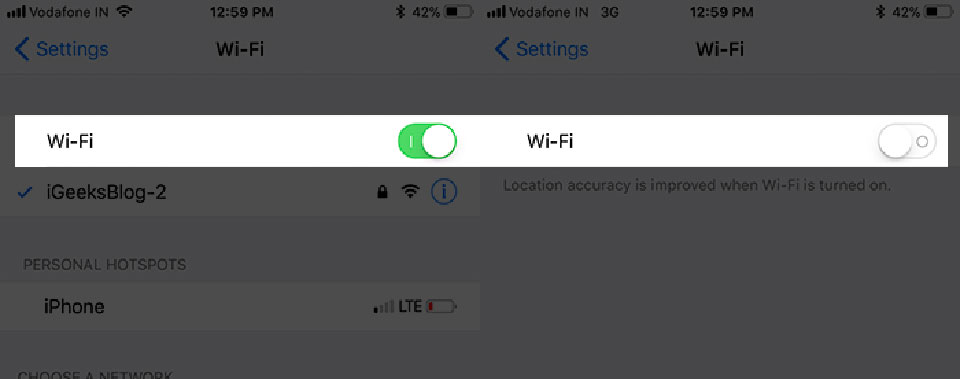 Vodafone IN 12:59 PM 42%
Settings Wi-Fi
Wi-Fi
iGeeksBlog-2
PERSONAL HOTSPOTS
iPhone LTE
CHOOSE A NETWORK
Vodafone IN 3G 12:59 PM 42%
Settings Wi-Fi
Wi-Fi
Location accuracy is improved when Wi-Fi is turned on.